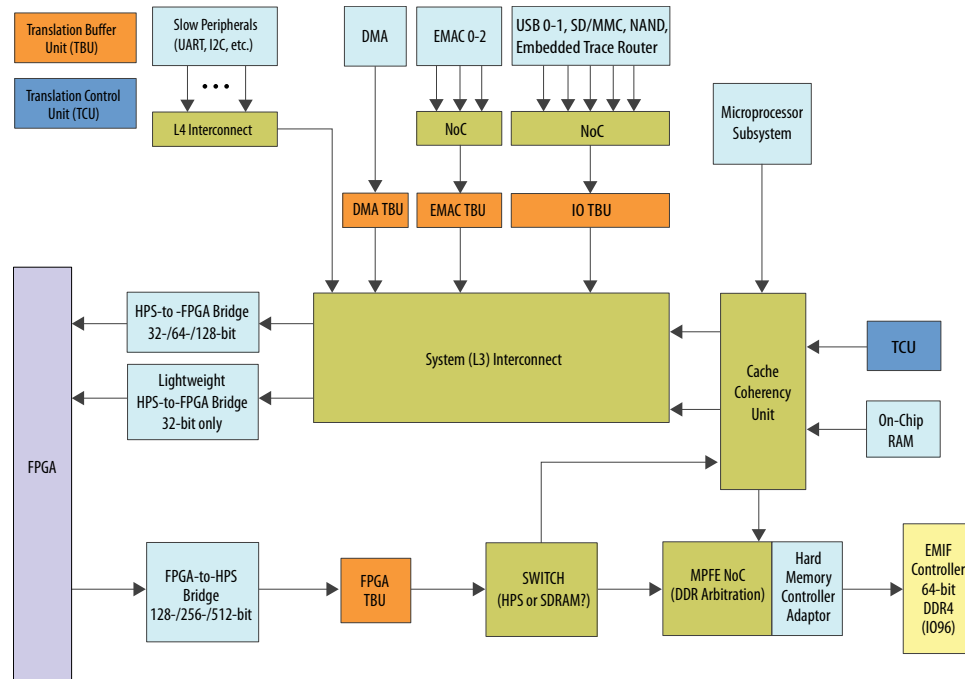 Translation Buffer
Unit (TBU)
Translation Control
Unit (TCU)
Slow Peripherals
(UART, I2C, etc.)
DMA
EMAC 0-2
USB 0-1, SD/MMC, NAND,
Embedded Trace Router
...
L4 Interconnect
NoC
NoC
Microprocessor
Subsystem
DMA TBU
EMAC TBU
IO TBU
HPS-to -FPGA Bridge
32-/64-/128-bit
System (L3) Interconnect
TCU
Cache
Coherency
Unit
Lightweight
HPS-to-FPGA Bridge
32-bit only
On-Chip
RAM
FPGA
FPGA-to-HPS
Bridge
128-/256-/512-bit
FPGA
TBU
SWITCH
(HPS or SDRAM?)
MPFE NoC
(DDR Arbitration)
Hard
Memory
Controller
Adaptor
EMIF
Controller
64-bit
DDR4
(IO96)